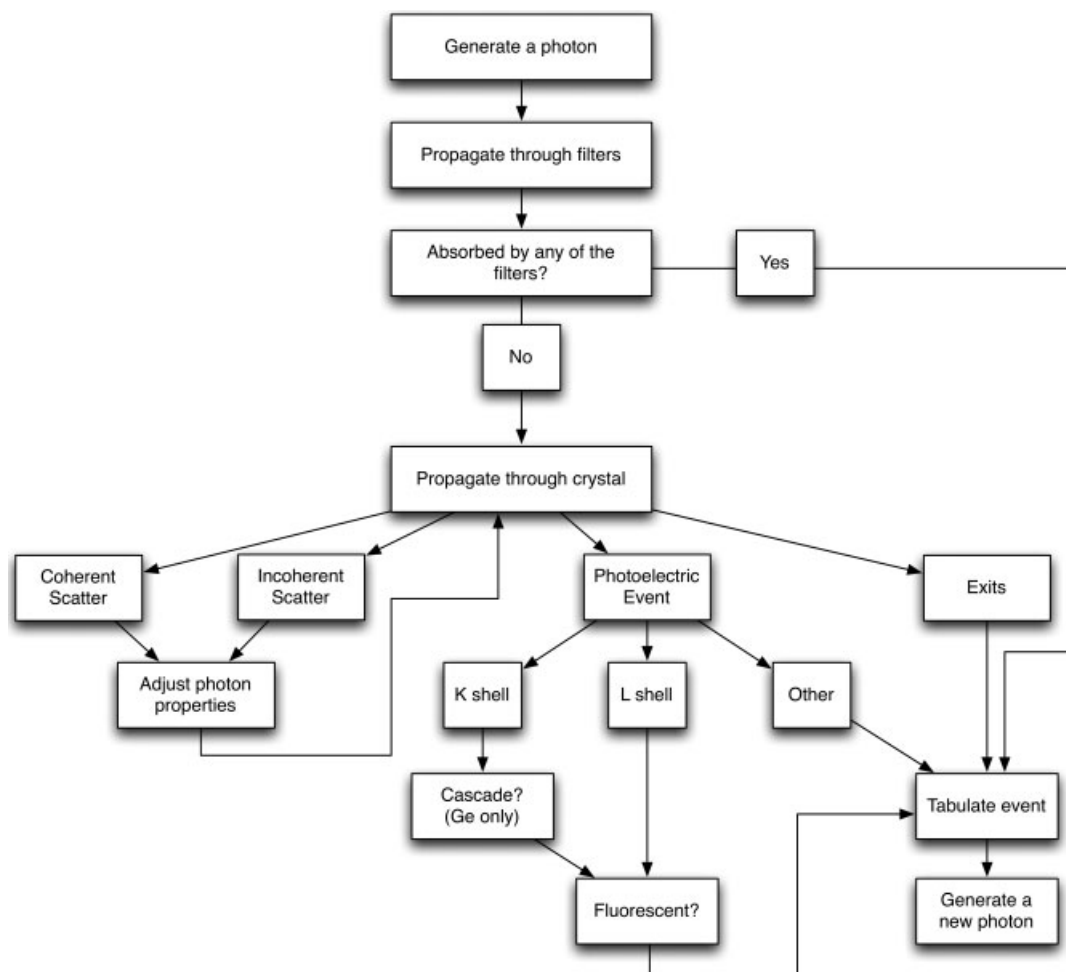 Generate a photon
Propagate through filters
Absorbed by any of the
filters?
Yes
No
Propagate through crystal
Coherent
Scatter
Incoherent
Scatter
Photoelectric
Event
Exits
Adjust photon
properties
K shell
L shell
Other
Cascade?
(Ge only)
Tabulate event
Fluorescent?
Generate a
new photon